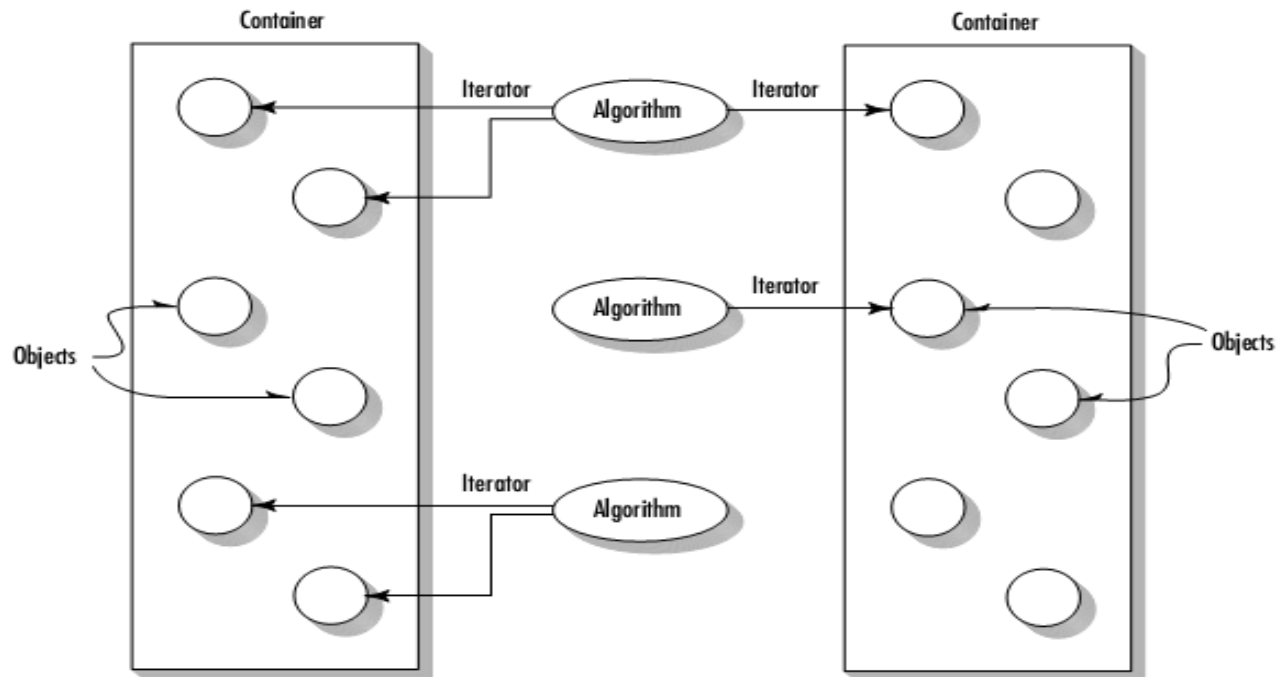 Container
Container
Iterator
Algorithm
Iterator
Algorithm
Iterator
Objects
Objects
Iterator
Algorithm